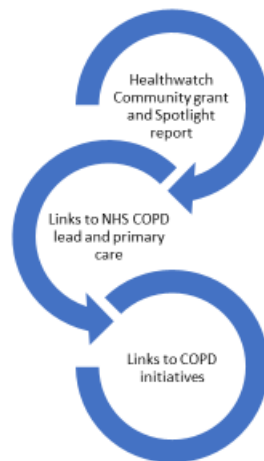 Healthwatch
Community grant
and Spotlight
report
Links to NHS COPD
lead and primary
care
Links to COPD
initiatives